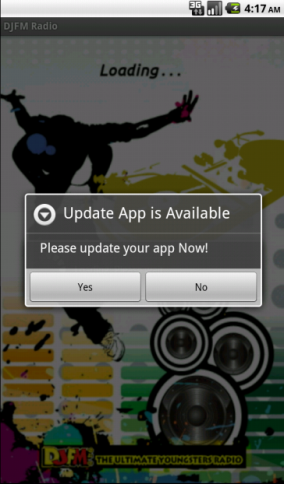 3G
4:17 AM
DJFM Radio
Loading...
Update App is Available
Please update your app Now!
Yes
No
DJFM THE ULTIMATE YOUNGSTERS RADIO